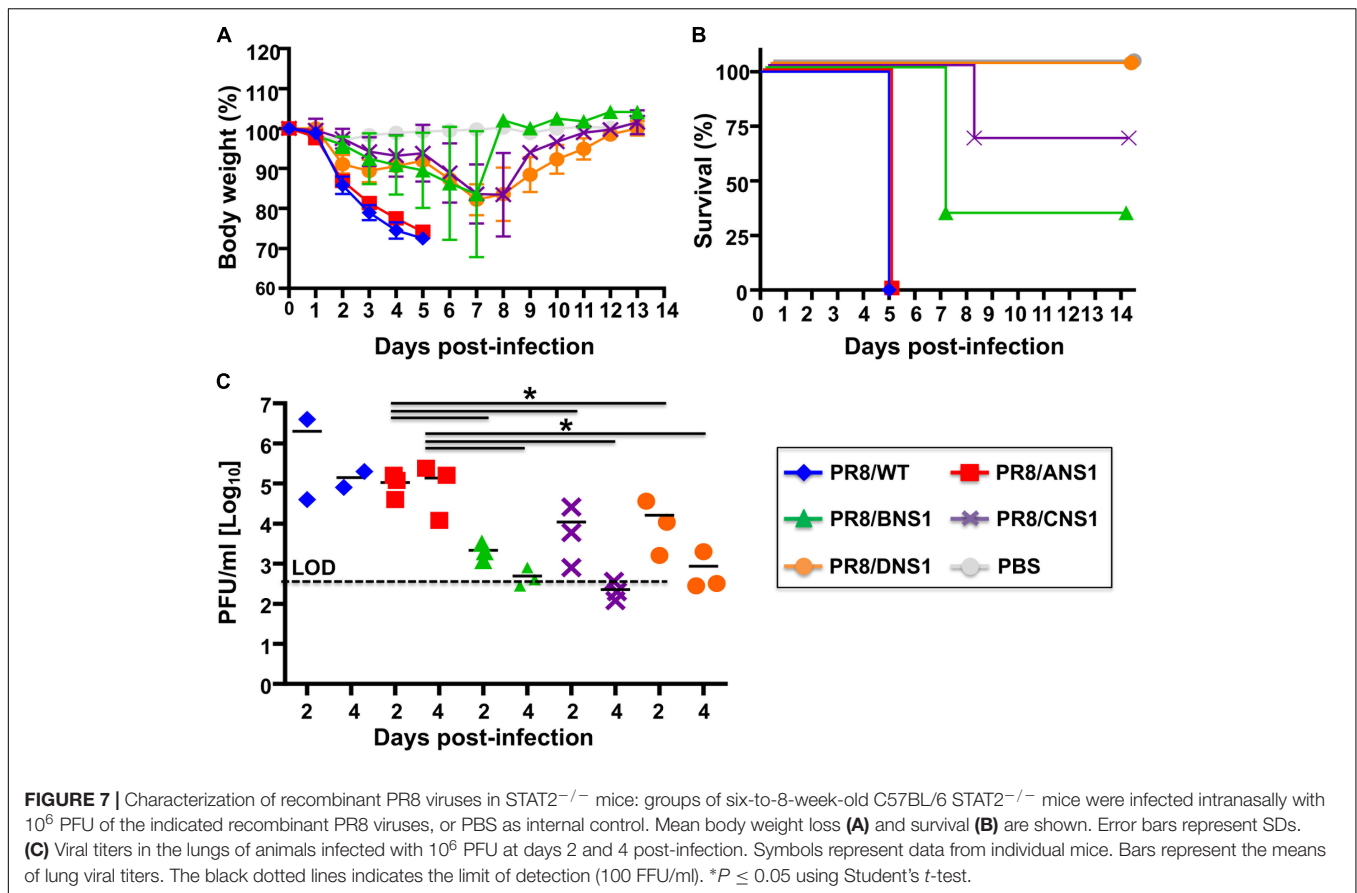 A
120
110
100
90
80
70
60
Body weight (%)
0 1 2 3 4 5 6 7 8 9 10 11 12 13 14
Days post-infection
B
100
75
50
25
0
Survival (%)
0 1 2 3 4 5 6 7 8 9 10 11 12 13 14
Days post-infection
C
7
6
5
4
3
2
1
0
PFU/ml [Log10]
LOD
*
*
2 4 2 4 2 4 2 4 2 4
Days post-infection
PR8/WT PR8/ANS1
PR8/BNS1 PR8/CNS1
PR8/DNS1 PBS
FIGURE 7 | Characterization of recombinant PR8 viruses in STAT2−/− mice: groups of six-to-8-week-old C57BL/6 STAT2−/− mice were infected intranasally with
10⁶ PFU of the indicated recombinant PR8 viruses, or PBS as internal control. Mean body weight loss (A) and survival (B) are shown. Error bars represent SDs.
(C) Viral titers in the lungs of animals infected with 10⁶ PFU at days 2 and 4 post-infection. Symbols represent data from individual mice. Bars represent the means
of lung viral titers. The black dotted lines indicates the limit of detection (100 FFU/ml). *P ≤ 0.05 using Student's t-test.